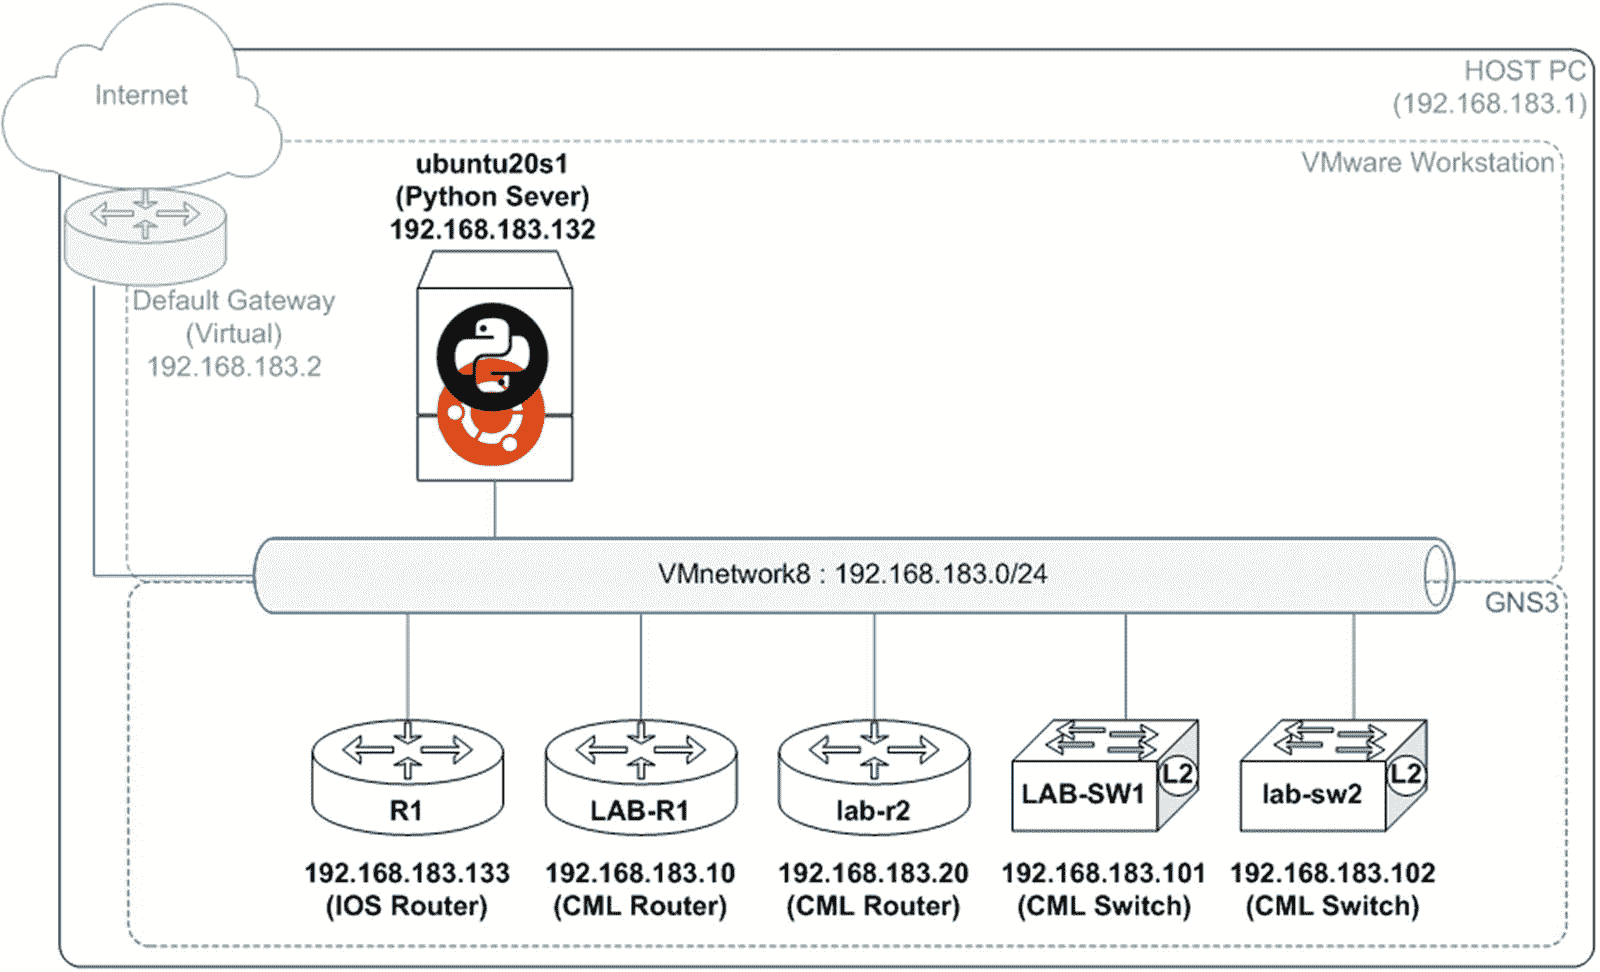 Internet
HOST PC
(192.168.183.1)
VMware Workstation
ubuntu20s1
(Python Sever)
192.168.183.132
Default Gateway
(Virtual)
192.168.183.2
VMnetwork8 : 192.168.183.0/24
GNS3
R1
LAB-R1
lab-r2
LAB-SW1
L2
lab-sw2
L2
192.168.183.133
(IOS Router)
192.168.183.10
(CML Router)
192.168.183.20
(CML Router)
192.168.183.101
(CML Switch)
192.168.183.102
(CML Switch)